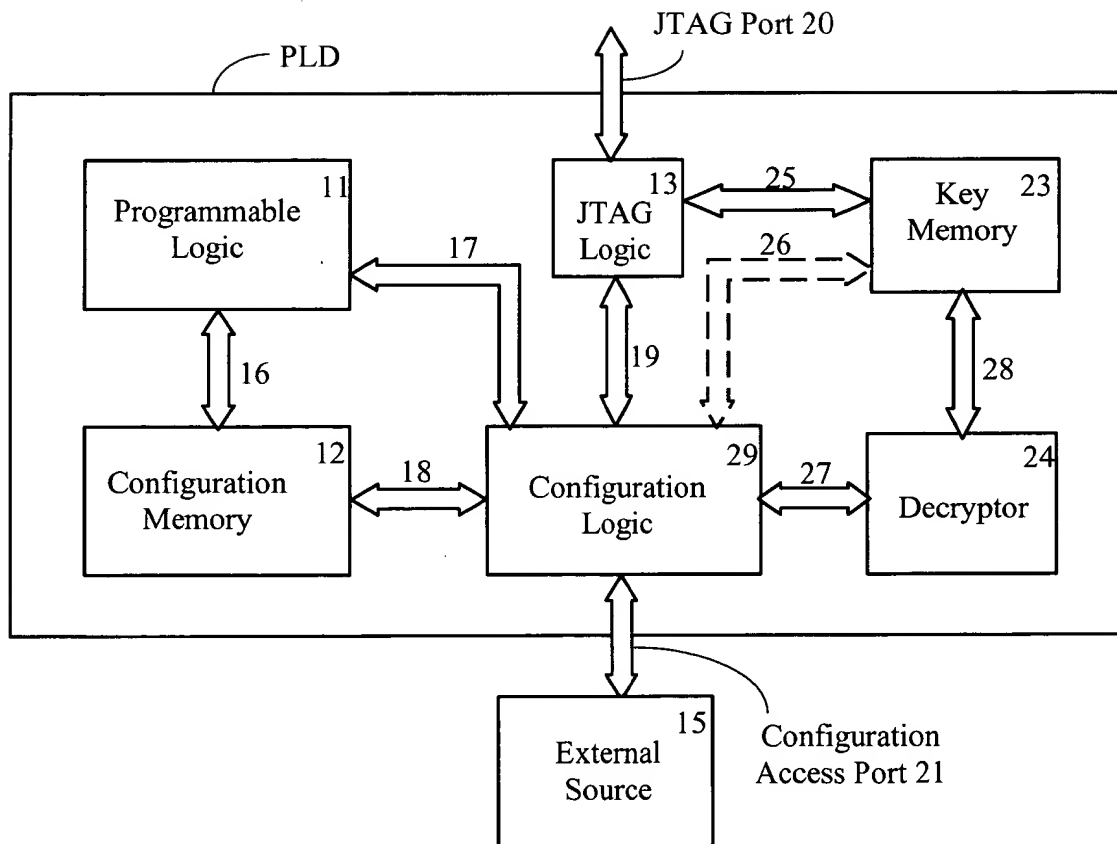 JTAG Port 20
PLD
11
Programmable
Logic
13
JTAG
Logic
25
23
Key
Memory
17
26
16
19
28
12
Configuration
Memory
18
29
Configuration
Logic
27
24
Decryptor
15
External
Source
Configuration
Access Port 21